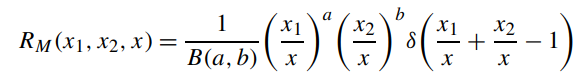 R_M(x_1, x_2, x) = \frac{1}{B(a, b)} \left( \frac{x_1}{x} \right)^a \left( \frac{x_2}{x} \right)^b \delta \left( \frac{x_1}{x} + \frac{x_2}{x} - 1 \right)